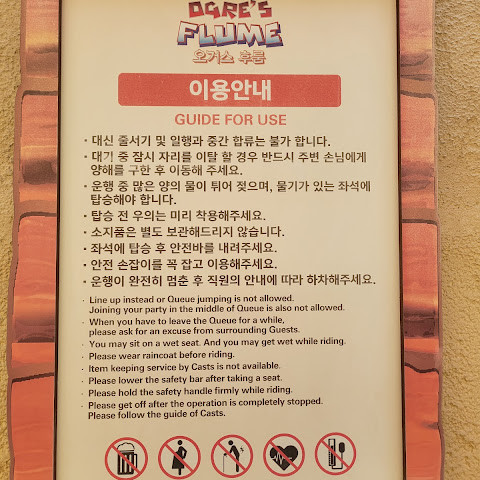 OGRE'S
FLUME
오거스 후룸
이용안내
GUIDE FOR USE
· 대신 줄서기 및 일행과 중간 합류는 불가 합니다.
· 대기 중 잠시 자리를 이탈 할 경우 반드시 주변 손님에게
양해를 구한 후 이동해 주세요.
· 운행 중 많은 양의 물이 튀어 젖으며, 물기가 있는 좌석에
탑승해야 합니다.
· 탑승 전 우의는 미리 착용해주세요.
· 소지품은 별도 보관해드리지 않습니다.
· 좌석에 탑승 후 안전바를 내려주세요.
· 안전 손잡이를 꼭 잡고 이용해주세요.
· 운행이 완전히 멈춘 후 직원의 안내에 따라 하차해주세요.
· Line up instead or Queue jumping is not allowed.
Joining your party in the middle of Queue is also not allowed.
· When you have to leave the Queue for a while,
please ask for an excuse from surrounding Guests.
· You may sit on a wet seat. And you may get wet while riding.
· Please wear raincoat before riding.
· Item keeping service by Casts is not available.
· Please lower the safety bar after taking a seat.
· Please hold the safety handle firmly while riding.
· Please get off after the operation is completely stopped.
Please follow the guide of Casts.